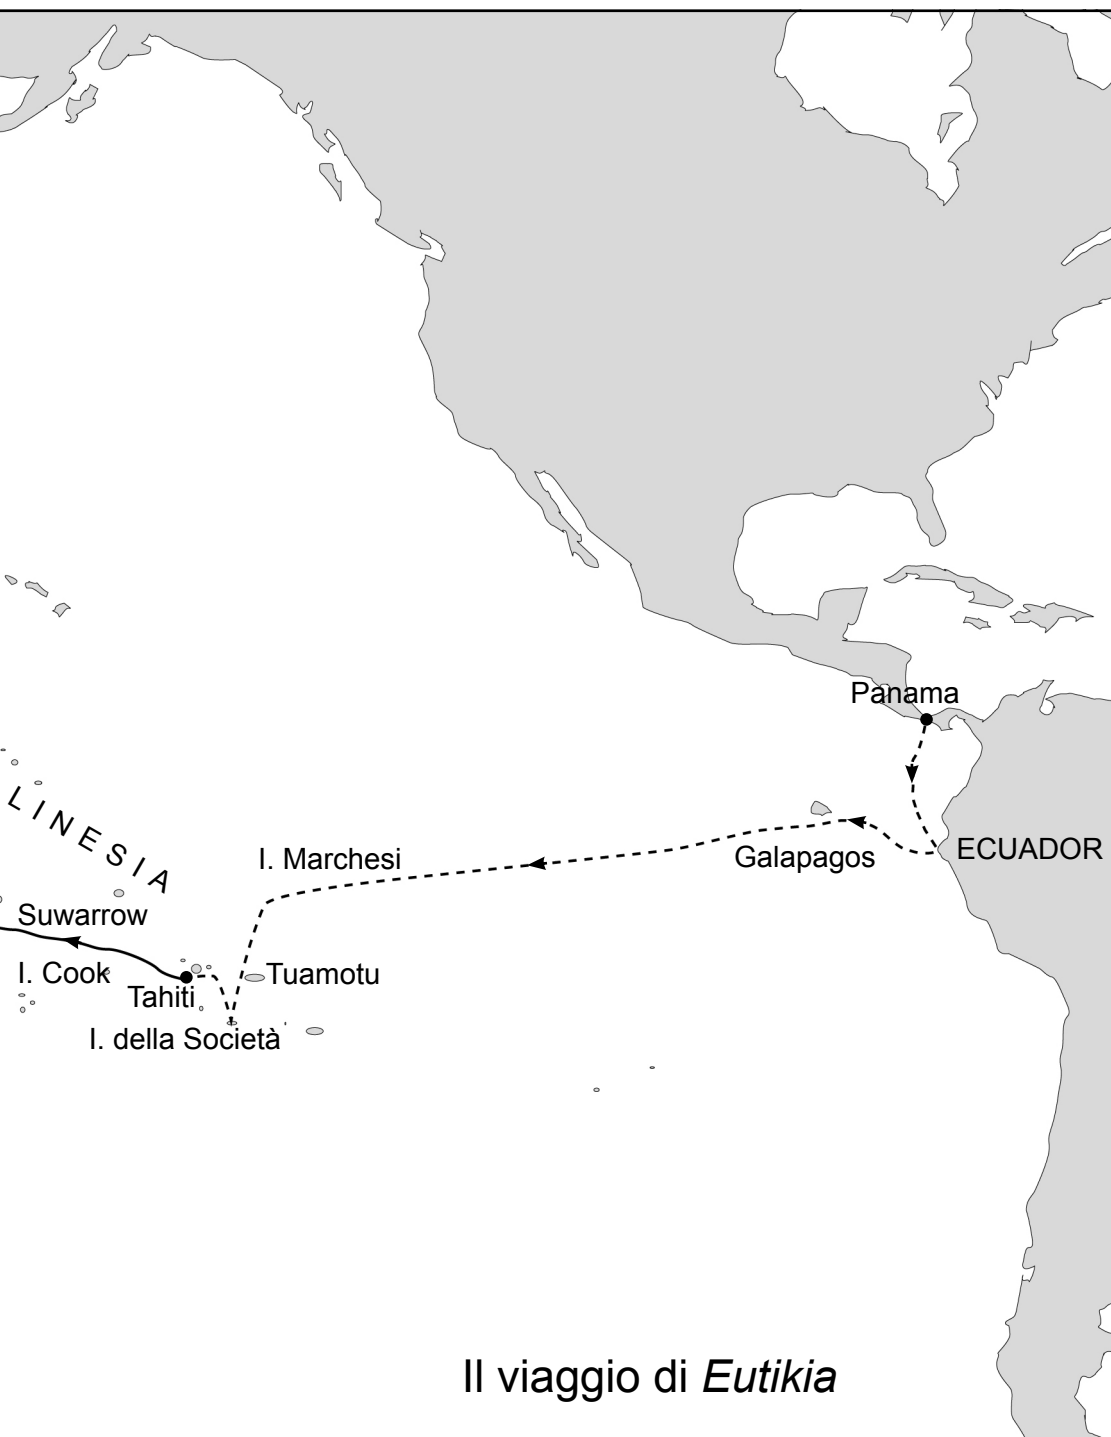 Panama
LINESIA
I. Marchesi
Galapagos
ECUADOR
Suwarrow
I. Cook
Tuamotu
Tahiti
I. della Società
Il viaggio di Eutikia